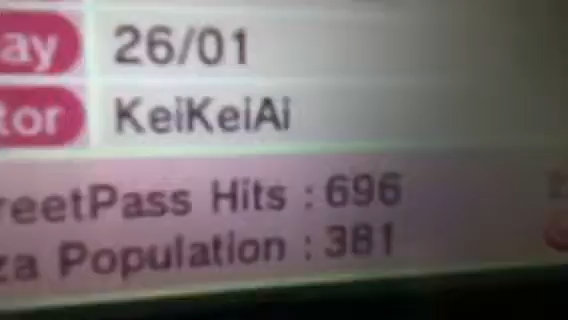 ay 26/01
tor KeiKeiAi
reetPass Hits : 696
za Population : 381